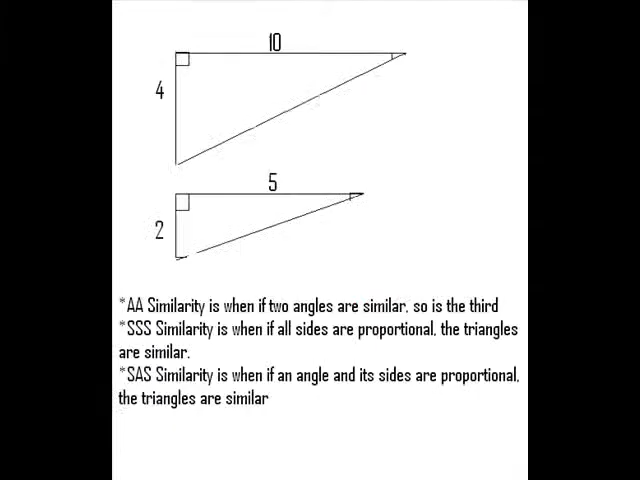 10
4
5
2
*AA Similarity is when if two angles are similar, so is the third
*SSS Similarity is when if all sides are proportional, the triangles
are similar.
*SAS Similarity is when if an angle and its sides are proportional,
the triangles are similar